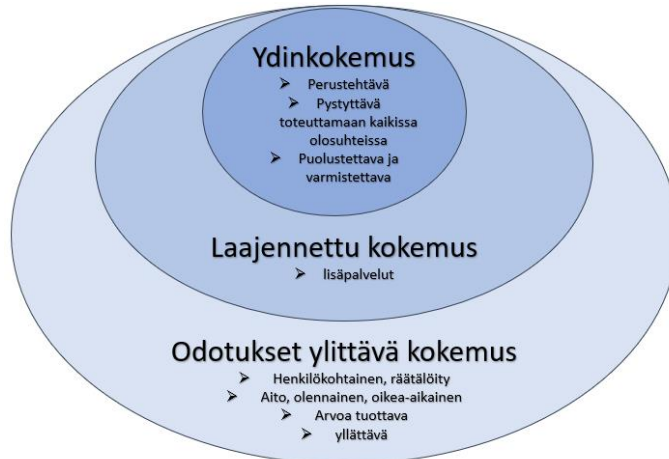 Ydinkokemus
➢ Perustehtävä
➢ Pystyttävä
toteuttamaan kaikissa
olosuhteissa
➢ Puolustettava ja
varmistettava
Laajennettu kokemus
➢ lisäpalvelut
Odotukset ylittävä kokemus
➢ Henkilökohtainen, räätälöity
➢ Aito, olennainen, oikea-aikainen
➢ Arvoa tuottava
➢ yllättävä